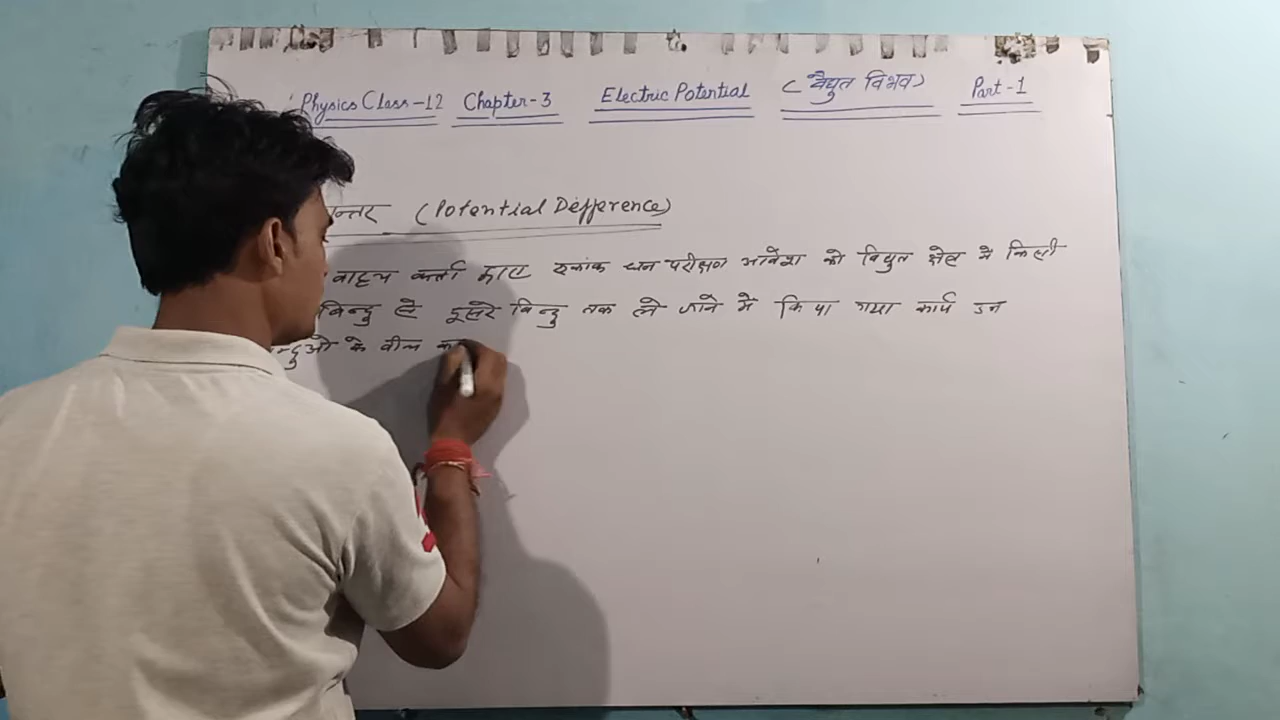 Physics Class-12 Chapter-3 Electric Potential (वैद्युत विभव) Part-1
न्तर (Potential Defference)
वाह्य कर्त्ता द्वारा एकांक धन परीक्षण आवेश को विद्युत क्षेत्र में किसी
बिन्दु से दूसरे बिन्दु तक ले जाने में किया गया कार्य उन
न्दुओ के बीच